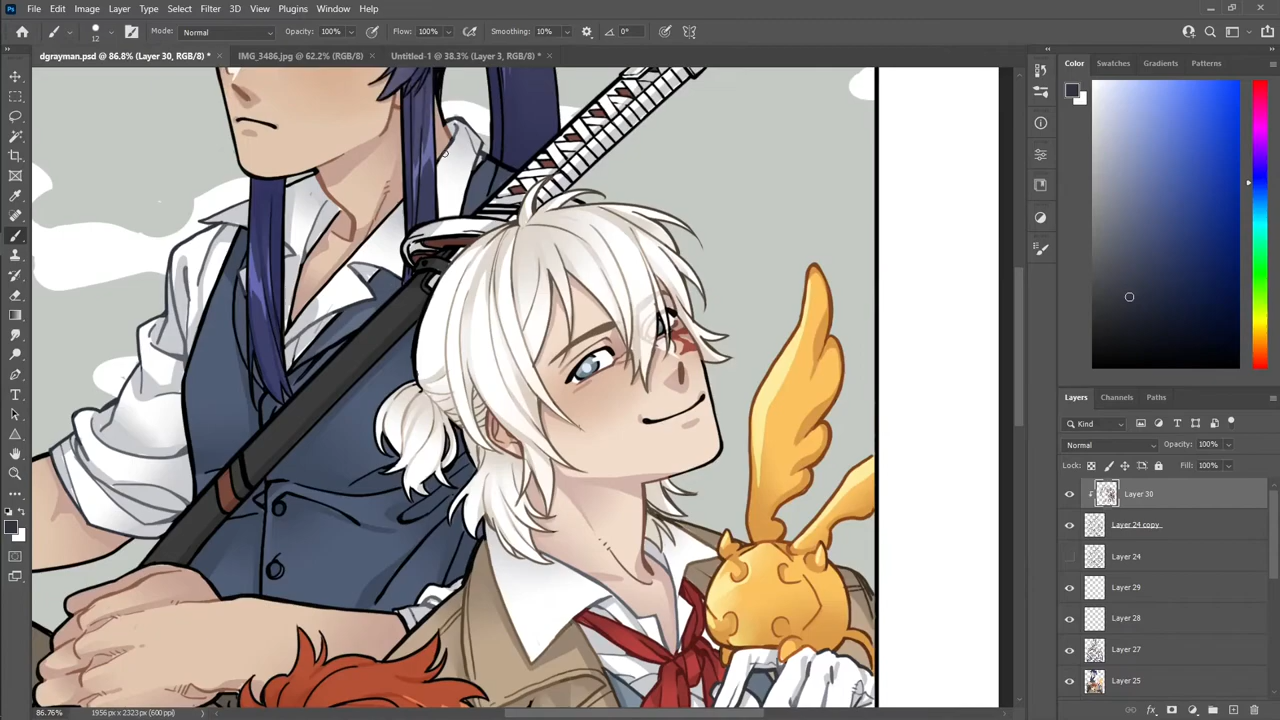 Ps File Edit Image Layer Type Select Filter 3D View Plugins Window Help
12 Mode: Normal Opacity: 100% Flow: 100% Smoothing: 10% 0°
dgrayman.psd @ 86.8% (Layer 30, RGB/8) * × IMG_3486.jpg @ 62.2% (RGB/8) × Untitled-1 @ 38.3% (Layer 3, RGB/8) * ×
Color Swatches Gradients Patterns
Layers Channels Paths
Kind
Normal Opacity: 100%
Lock: Fill: 100%
Layer 30
Layer 24 copy
Layer 24
Layer 29
Layer 28
Layer 27
Layer 25
86.76% 1956 px x 2323 px (600 ppi)